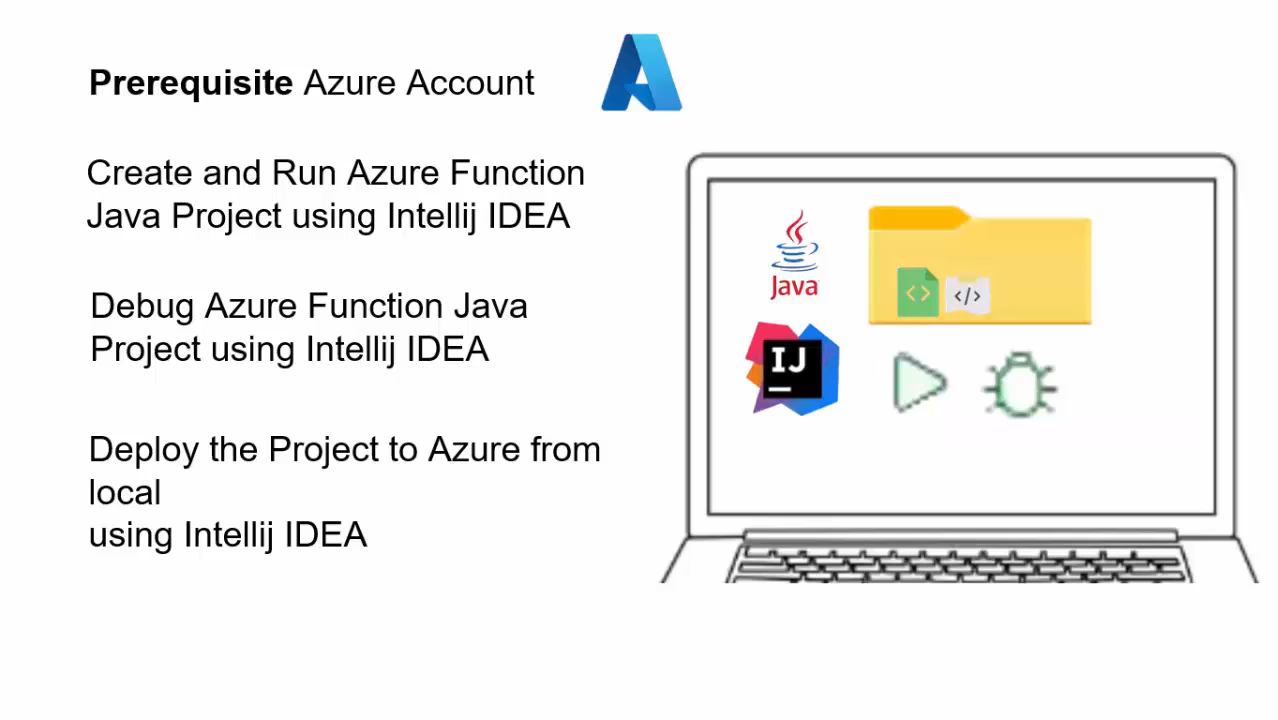 Prerequisite Azure Account
Create and Run Azure Function
Java Project using Intellij IDEA
Debug Azure Function Java
Project using Intellij IDEA
Deploy the Project to Azure from
local
using Intellij IDEA
Java
<>
</>
IJ